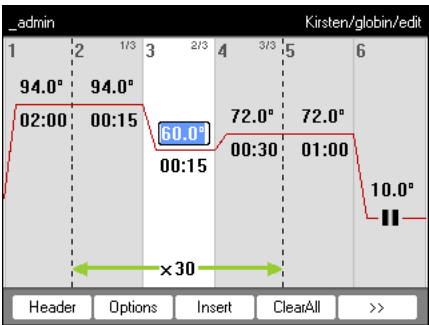 _admin Kirsten/globin/edit
1 2 1/3 3 2/3 4 3/3 5 6
94.0° 94.0°
02:00 00:15
60.0°
00:15
72.0° 72.0°
00:30 01:00
10.0°
×30
Header Options Insert ClearAll >>